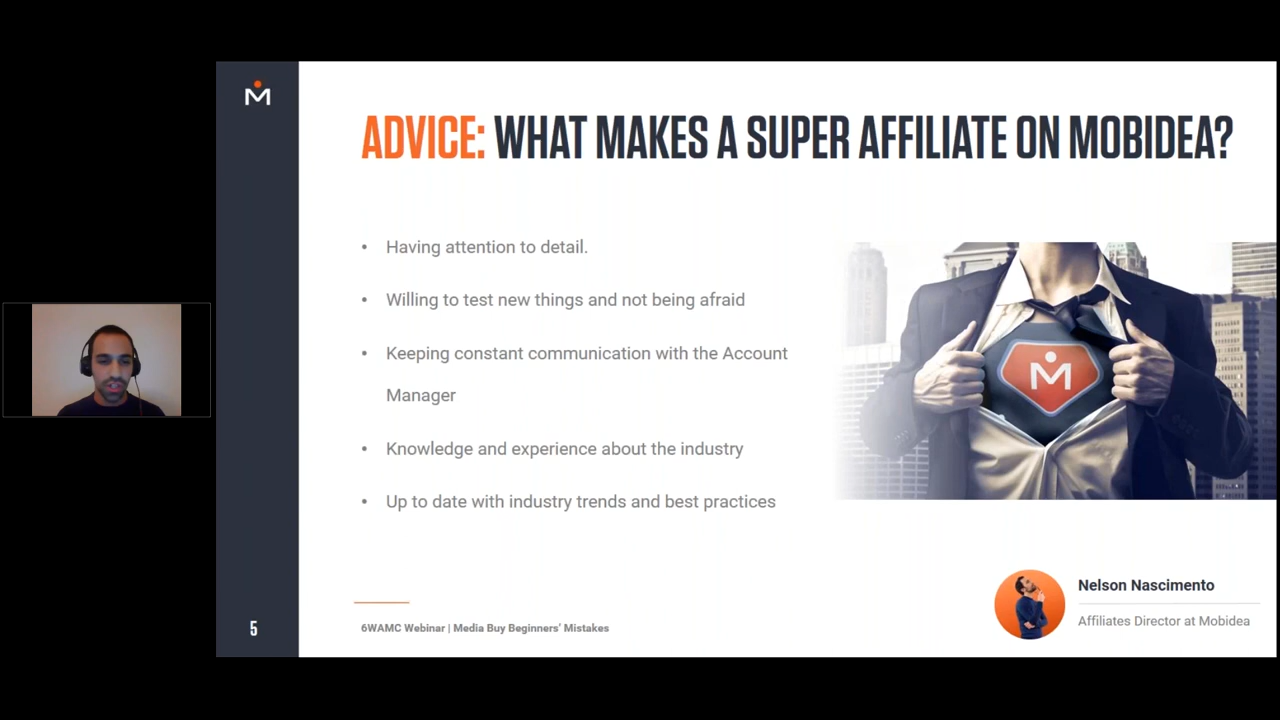 ADVICE: WHAT MAKES A SUPER AFFILIATE ON MOBIDEA?
• Having attention to detail.
• Willing to test new things and not being afraid
• Keeping constant communication with the Account
Manager
• Knowledge and experience about the industry
• Up to date with industry trends and best practices
Nelson Nascimento
Affiliates Director at Mobidea
5
6WAMC Webinar | Media Buy Beginners' Mistakes